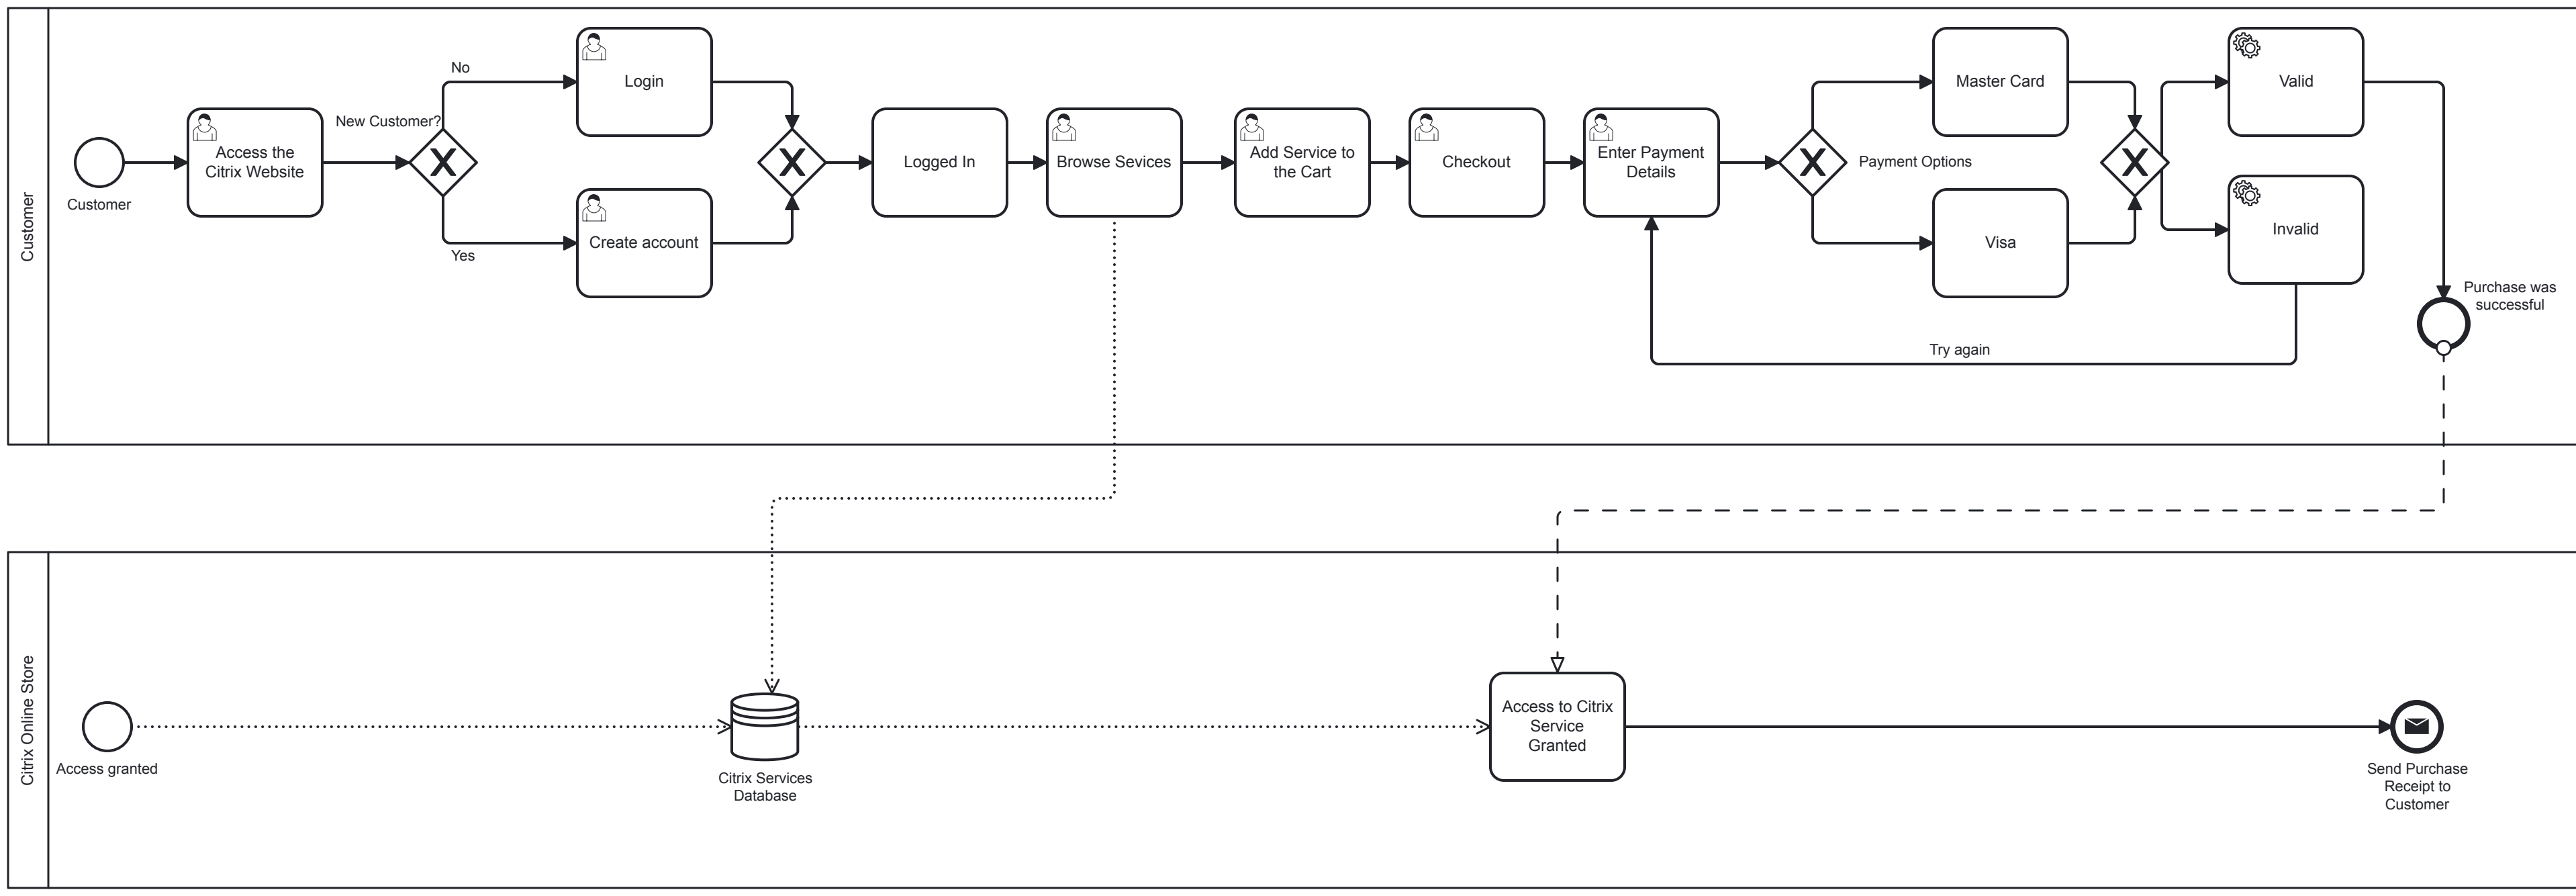 Customer
Customer
Access the
Citrix Website
New Customer?
No
Yes
Login
Create account
Logged In
Browse Sevices
Add Service to
the Cart
Checkout
Enter Payment
Details
Payment Options
Master Card
Visa
Valid
Invalid
Try again
Purchase was
successful
Citrix Online Store
Access granted
Citrix Services
Database
Access to Citrix
Service
Granted
Send Purchase
Receipt to
Customer